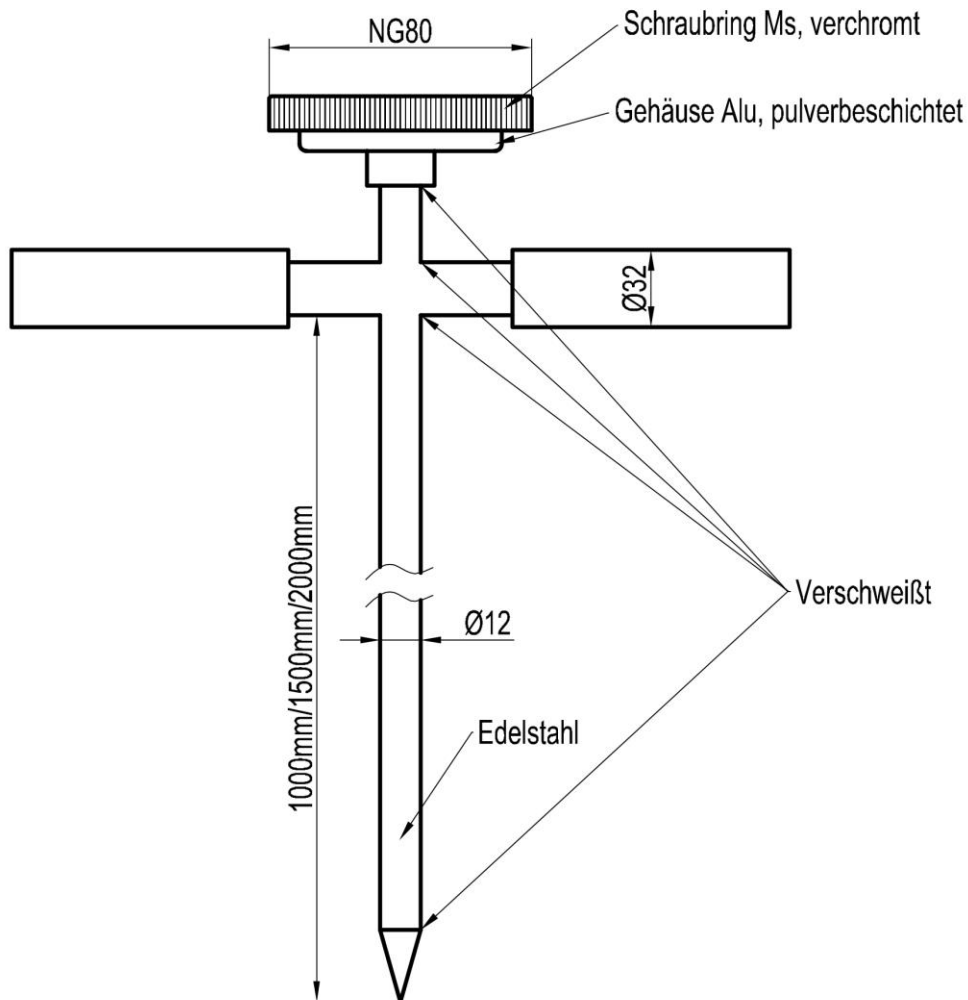 NG80
Schraubring Ms, verchromt
Gehäuse Alu, pulverbeschichtet
Ø32
1000mm/1500mm/2000mm
Verschweißt
Ø12
Edelstahl